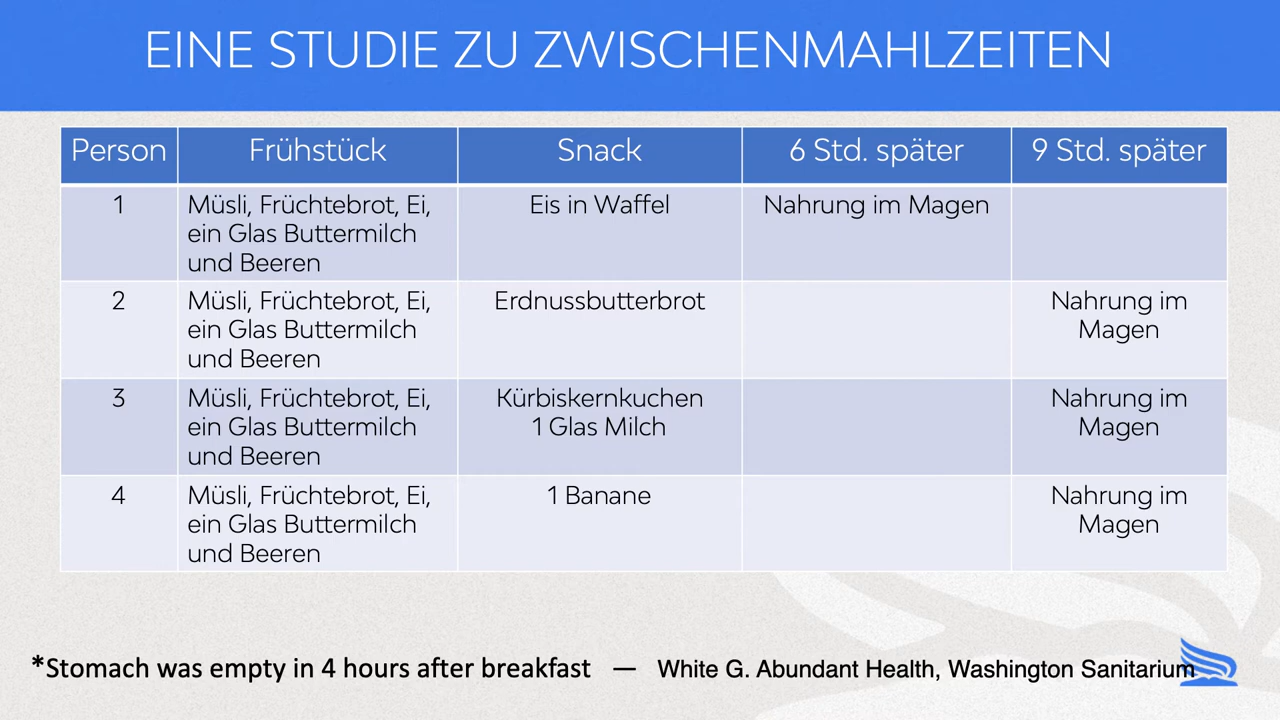 EINE STUDIE ZU ZWISCHENMAHLZEITEN
Person Frühstück Snack 6 Std. später 9 Std. später
1 Müsli, Früchtebrot, Ei, Eis in Waffel Nahrung im Magen
ein Glas Buttermilch
und Beeren
2 Müsli, Früchtebrot, Ei, Erdnussbutterbrot Nahrung im
ein Glas Buttermilch Magen
und Beeren
3 Müsli, Früchtebrot, Ei, Kürbiskernkuchen Nahrung im
ein Glas Buttermilch 1 Glas Milch Magen
und Beeren
4 Müsli, Früchtebrot, Ei, 1 Banane Nahrung im
ein Glas Buttermilch Magen
und Beeren
*Stomach was empty in 4 hours after breakfast — White G. Abundant Health, Washington Sanitarium